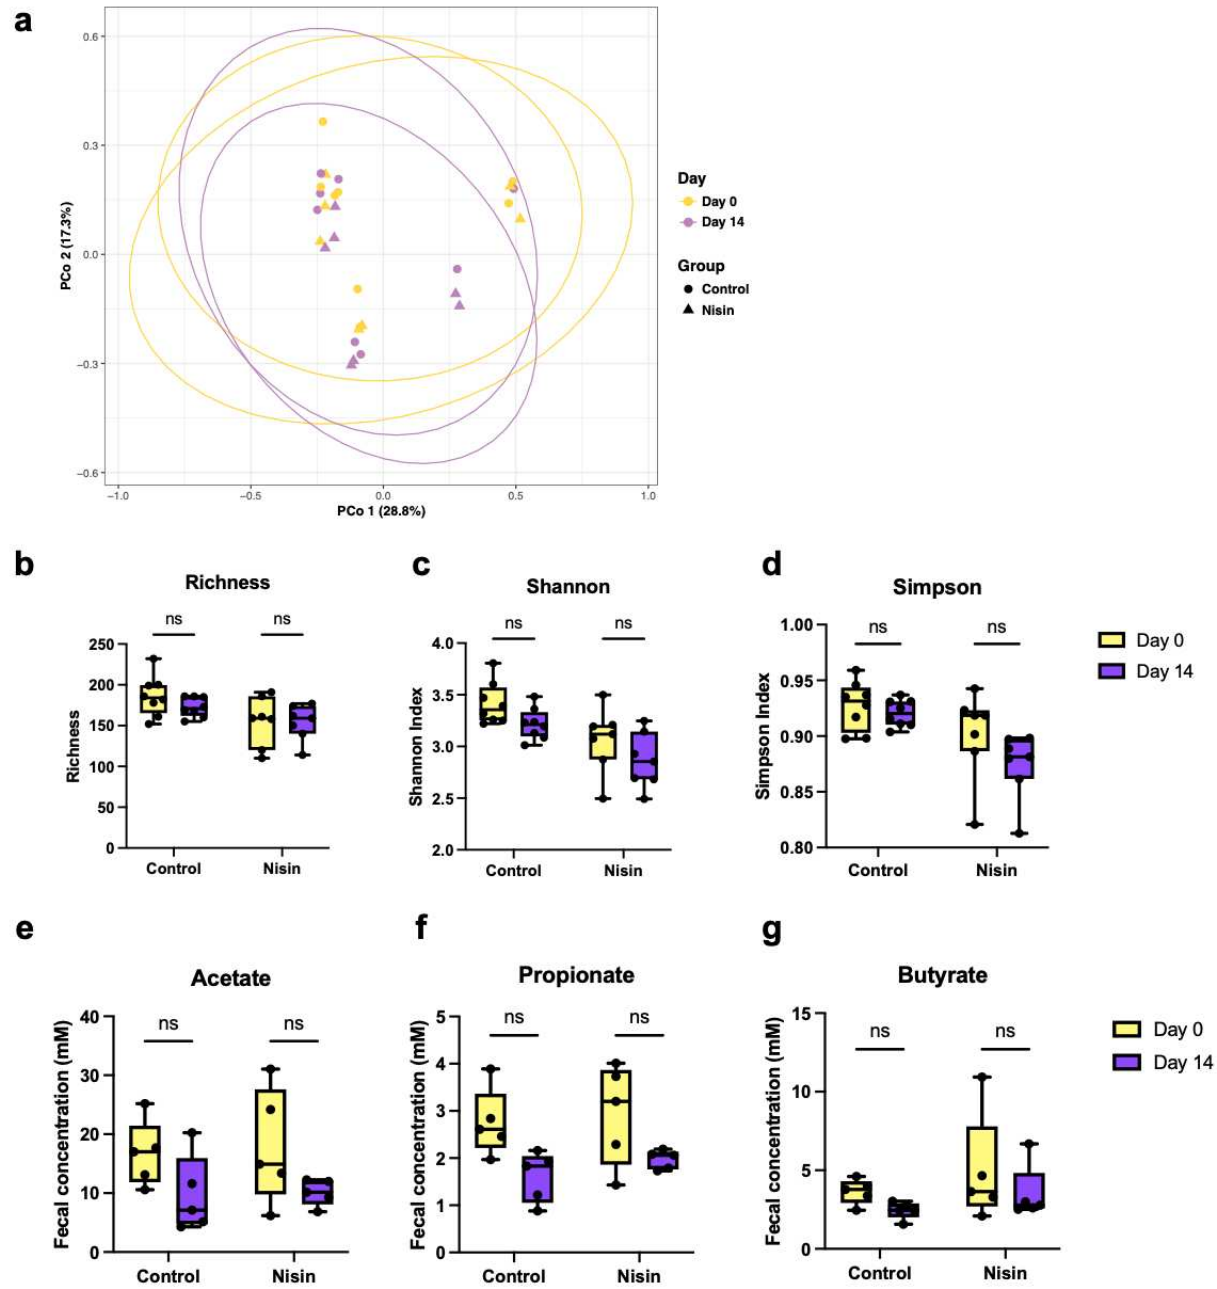 a
0.6
0.3
0.0
−0.3
−0.6
PCo 2 (17.3%)
−1.0 −0.5 0.0 0.5 1.0
PCo 1 (28.8%)
Day
Day 0
Day 14
Group
Control
Nisin
b
Richness
ns ns
250
200
150
100
50
0
Richness
Control Nisin
c
Shannon
ns ns
4.0
3.5
3.0
2.5
2.0
Shannon Index
Control Nisin
d
Simpson
ns ns
1.00
0.95
0.90
0.85
0.80
Simpson Index
Control Nisin
Day 0
Day 14
e
Acetate
ns ns
40
30
20
10
0
Fecal concentration (mM)
Control Nisin
f
Propionate
ns ns
5
4
3
2
1
0
Fecal concentration (mM)
Control Nisin
g
Butyrate
ns ns
15
10
5
0
Fecal concentration (mM)
Control Nisin
Day 0
Day 14